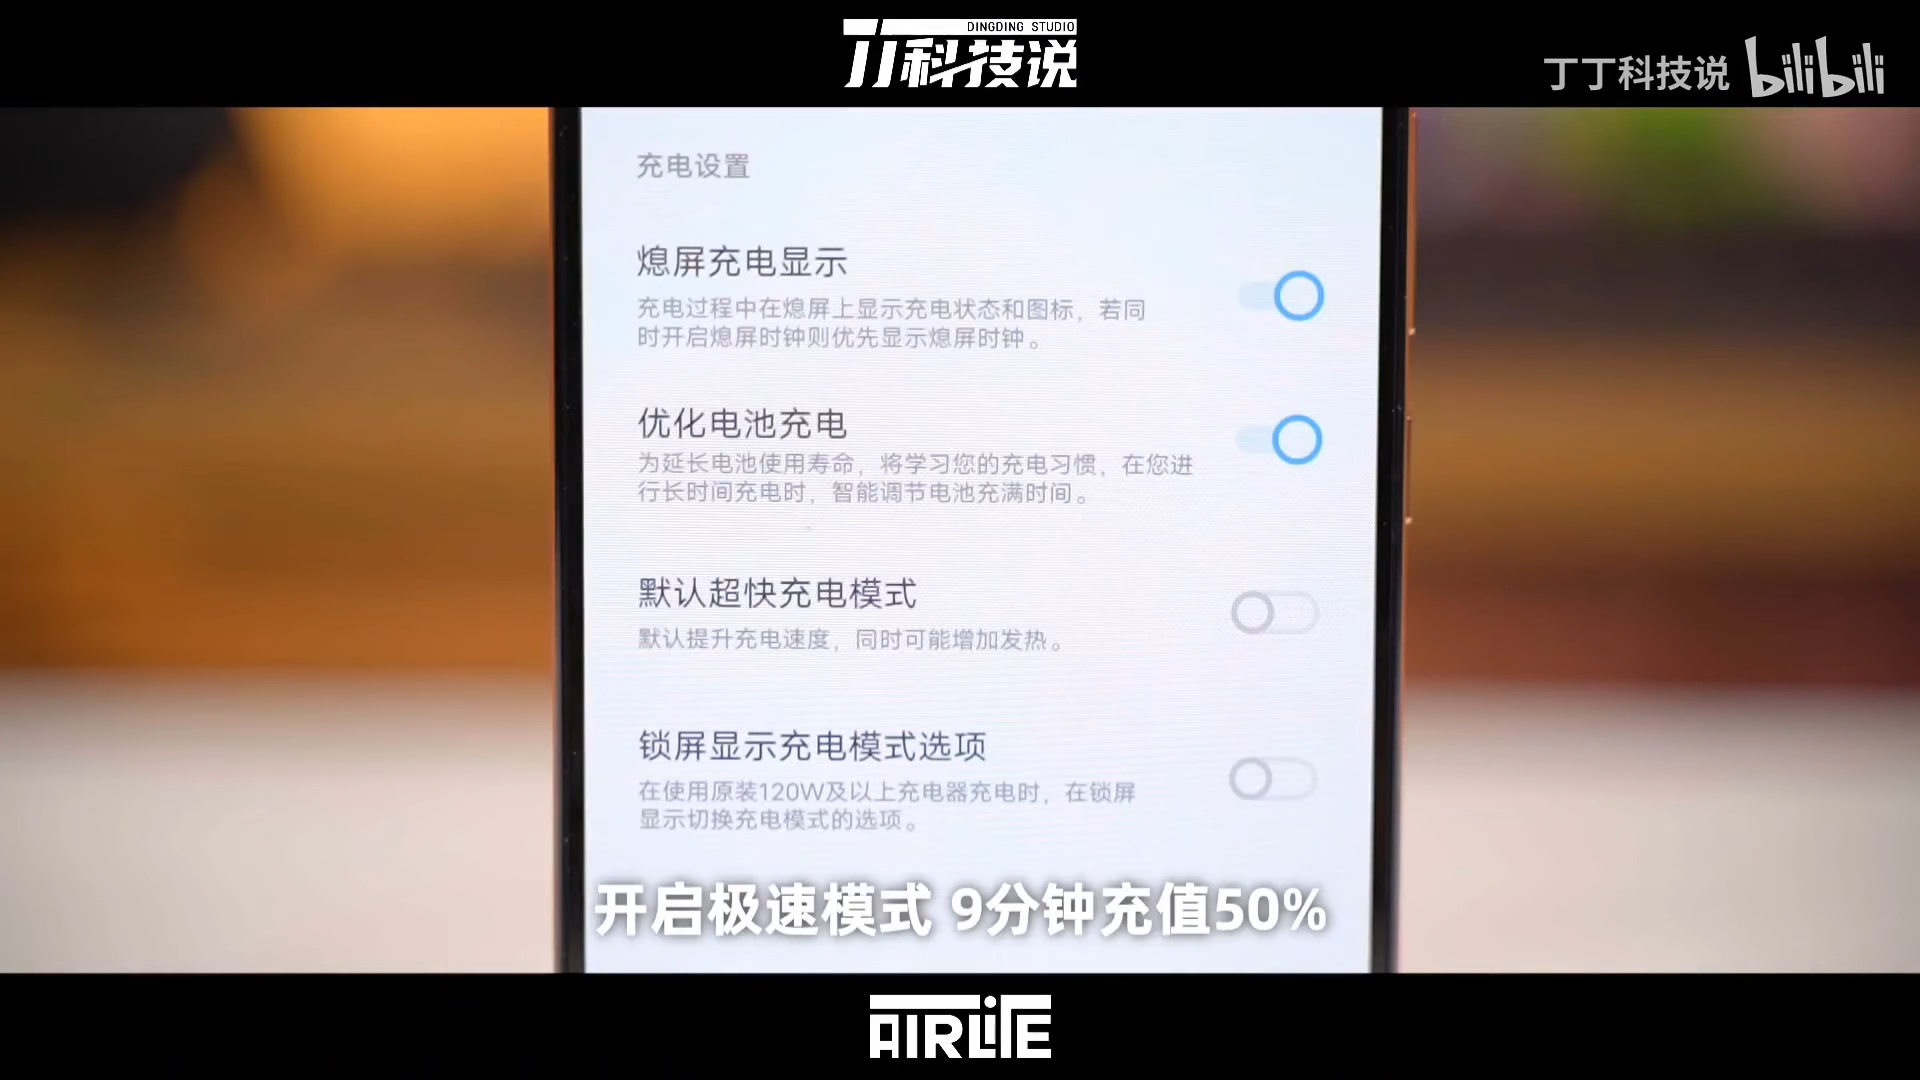 DINGDING STUDIO
丁丁科技说
丁丁科技说 bilibili
充电设置
熄屏充电显示
充电过程中在熄屏上显示充电状态和图标，若同
时开启熄屏时钟则优先显示熄屏时钟。
优化电池充电
为延长电池使用寿命，将学习您的充电习惯，在您进
行长时间充电时，智能调节电池充满时间。
默认超快充电模式
默认提升充电速度，同时可能增加发热。
锁屏显示充电模式选项
在使用原装120W及以上充电器充电时，在锁屏
显示切换充电模式的选项。
开启极速模式 9分钟充值50%
AIRLIFE